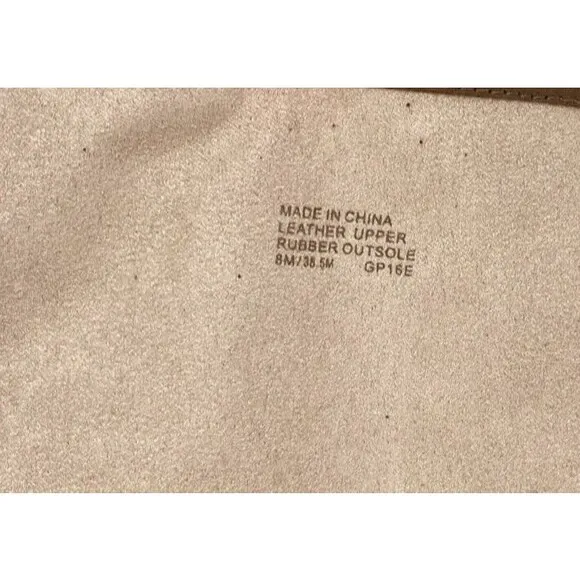 MADE IN CHINA
LEATHER UPPER
RUBBER OUTSOLE
8M/38.5M GP16E